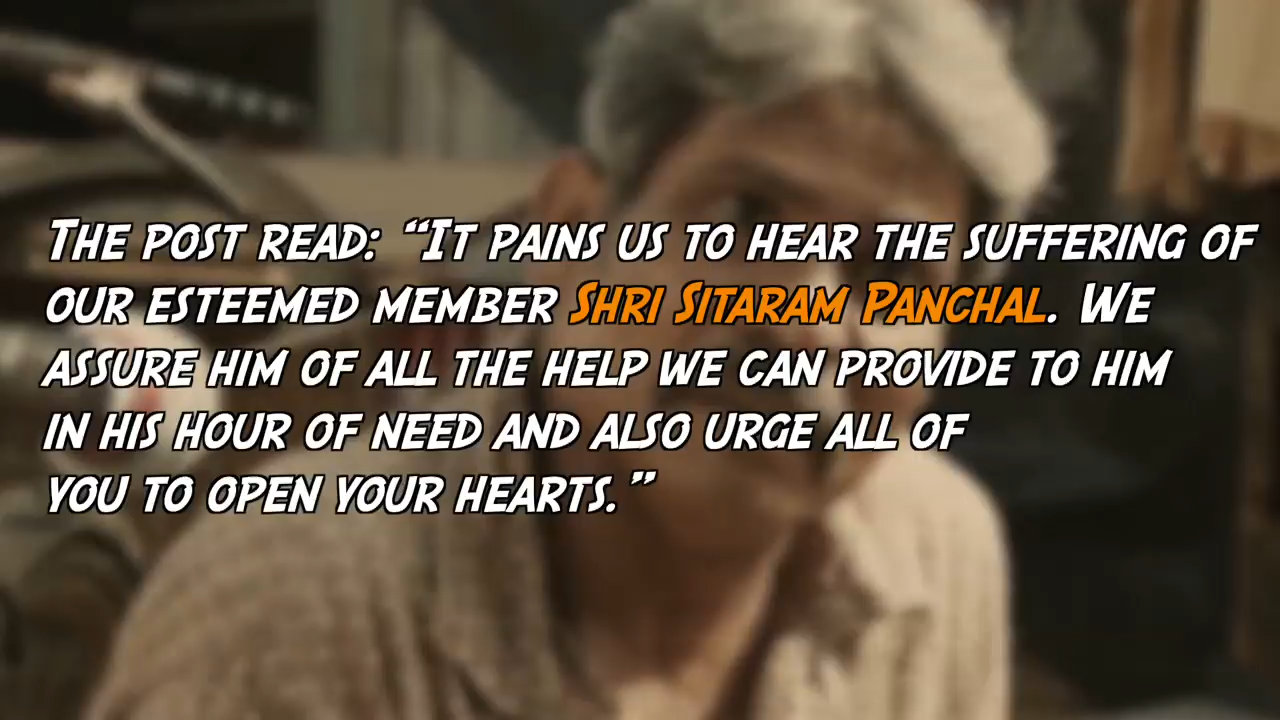 The post read: “It pains us to hear the suffering of
our esteemed member Shri Sitaram Panchal. We
assure him of all the help we can provide to him
in his hour of need and also urge all of
you to open your hearts.”